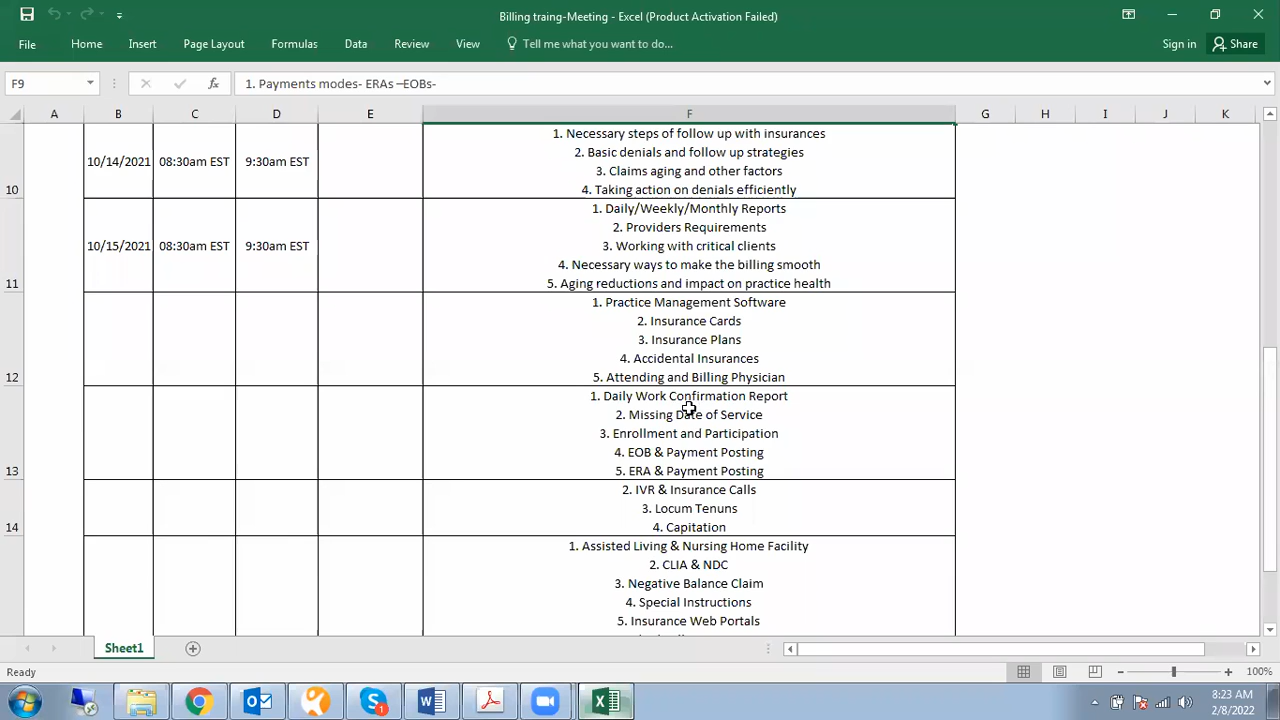 Billing traing-Meeting - Excel (Product Activation Failed)
File Home Insert Page Layout Formulas Data Review View Tell me what you want to do... Sign in Share
F9 fx 1. Payments modes- ERAs –EOBs-
A B C D E F G H I J K
1. Necessary steps of follow up with insurances
2. Basic denials and follow up strategies
3. Claims aging and other factors
4. Taking action on denials efficiently
10 10/14/2021 08:30am EST 9:30am EST
1. Daily/Weekly/Monthly Reports
2. Providers Requirements
3. Working with critical clients
4. Necessary ways to make the billing smooth
5. Aging reductions and impact on practice health
11 10/15/2021 08:30am EST 9:30am EST
1. Practice Management Software
2. Insurance Cards
3. Insurance Plans
4. Accidental Insurances
5. Attending and Billing Physician
12
1. Daily Work Confirmation Report
2. Missing Date of Service
3. Enrollment and Participation
4. EOB & Payment Posting
5. ERA & Payment Posting
13
2. IVR & Insurance Calls
3. Locum Tenuns
4. Capitation
14
1. Assisted Living & Nursing Home Facility
2. CLIA & NDC
3. Negative Balance Claim
4. Special Instructions
5. Insurance Web Portals
Sheet1
Ready 100%
8:23 AM
2/8/2022